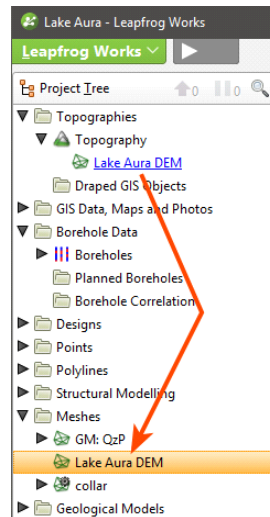 Lake Aura - Leapfrog Works
Leapfrog Works
Project Tree 0 0
Topographies
Topography
Lake Aura DEM
Draped GIS Objects
GIS Data, Maps and Photos
Borehole Data
Boreholes
Planned Boreholes
Borehole Correlation
Designs
Points
Polylines
Structural Modelling
Meshes
GM: QzP
Lake Aura DEM
collar
Geological Models